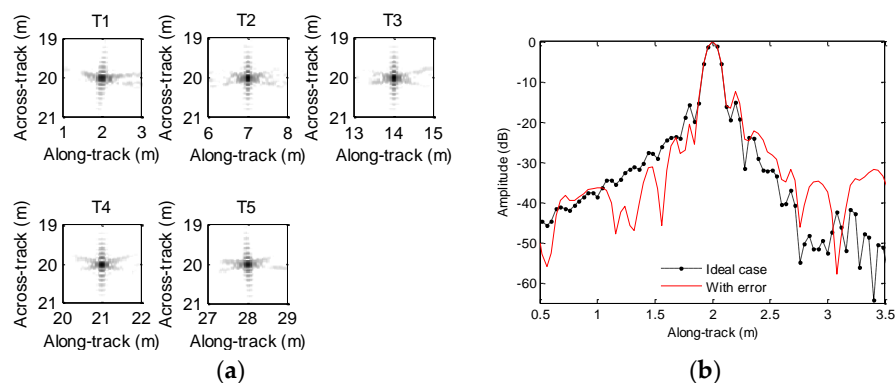 T1
T2
T3
Across-track (m)
19
20
21
1 2 3
Along-track (m)
Across-track (m)
19
20
21
6 7 8
Along-track (m)
Across-track (m)
19
20
21
13 14 15
Along-track (m)
T4
T5
Across-track (m)
19
20
21
20 21 22
Along-track (m)
Across-track (m)
19
20
21
27 28 29
Along-track (m)
(a)
Amplitude (dB)
0
-10
-20
-30
-40
-50
-60
Ideal case
With error
0.5 1 1.5 2 2.5 3 3.5
Along-track (m)
(b)